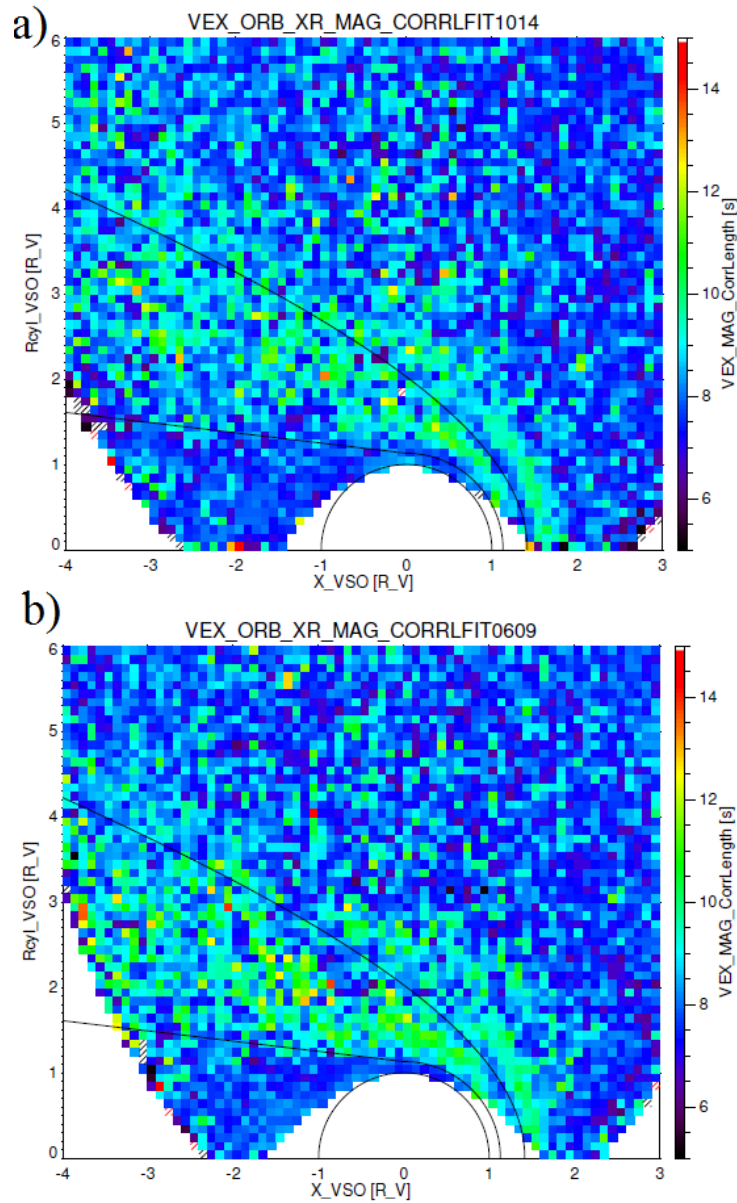 a)
VEX_ORB_XR_MAG_CORRLFIT1014
6
5
4
3
2
1
0
Rcyl_VSO [R_V]
-4 -3 -2 -1 0 1 2 3
X_VSO [R_V]
14
12
10
8
6
VEX_MAG_CorrLength [s]
b)
VEX_ORB_XR_MAG_CORRLFIT0609
6
5
4
3
2
1
0
Rcyl_VSO [R_V]
-4 -3 -2 -1 0 1 2 3
X_VSO [R_V]
14
12
10
8
6
VEX_MAG_CorrLength [s]